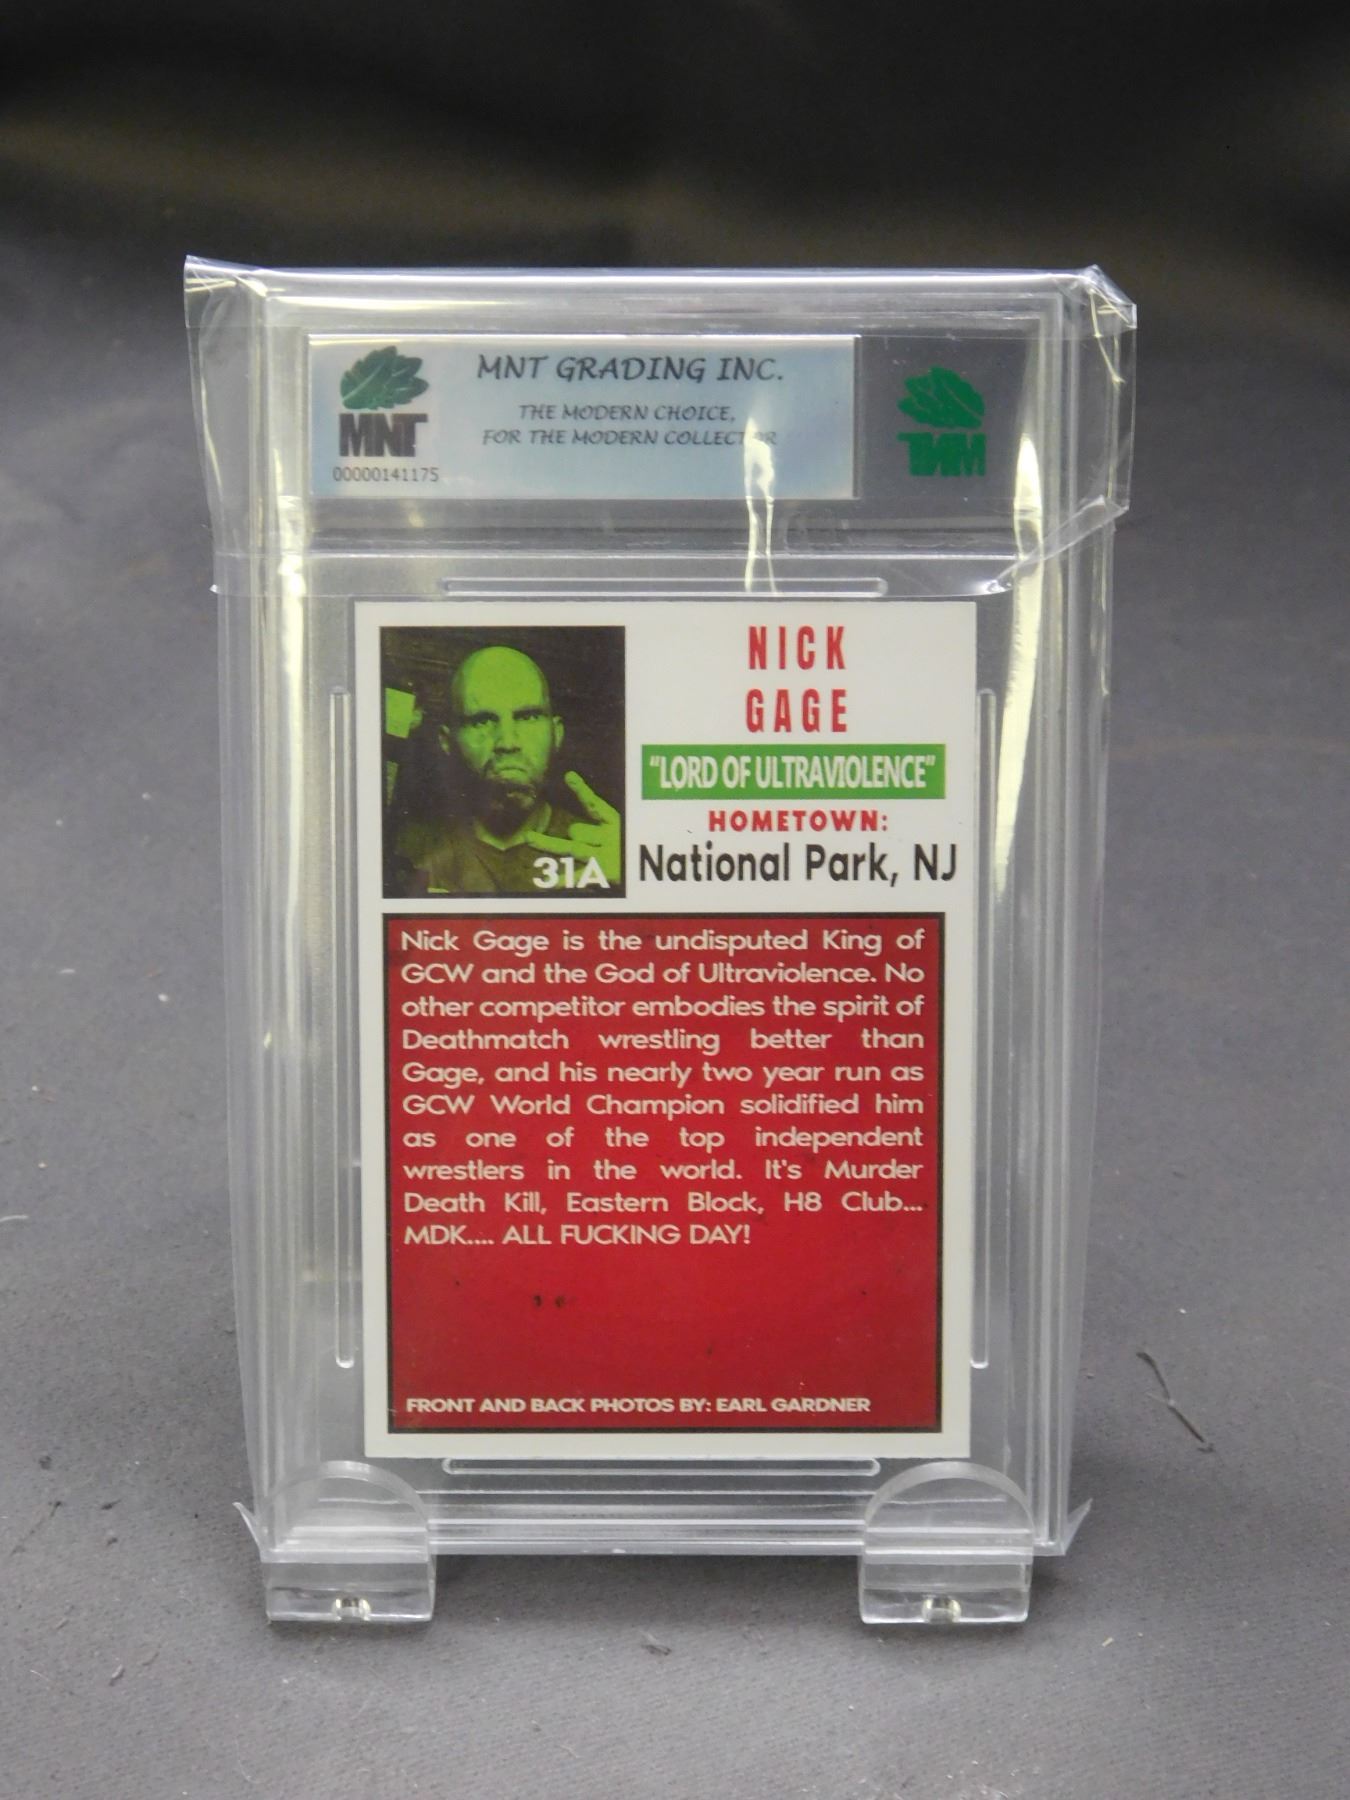 MNT GRADING INC.
THE MODERN CHOICE,
FOR THE MODERN COLLECTOR
MNT
00000141175
MNT
NICK
GAGE
"LORD OF ULTRAVIOLENCE"
HOMETOWN:
National Park, NJ
31A
Nick Gage is the undisputed King of
GCW and the God of Ultraviolence. No
other competitor embodies the spirit of
Deathmatch wrestling better than
Gage, and his nearly two year run as
GCW World Champion solidified him
as one of the top independent
wrestlers in the world. It's Murder
Death Kill, Eastern Block, H8 Club...
MDK.... ALL FUCKING DAY!
FRONT AND BACK PHOTOS BY: EARL GARDNER